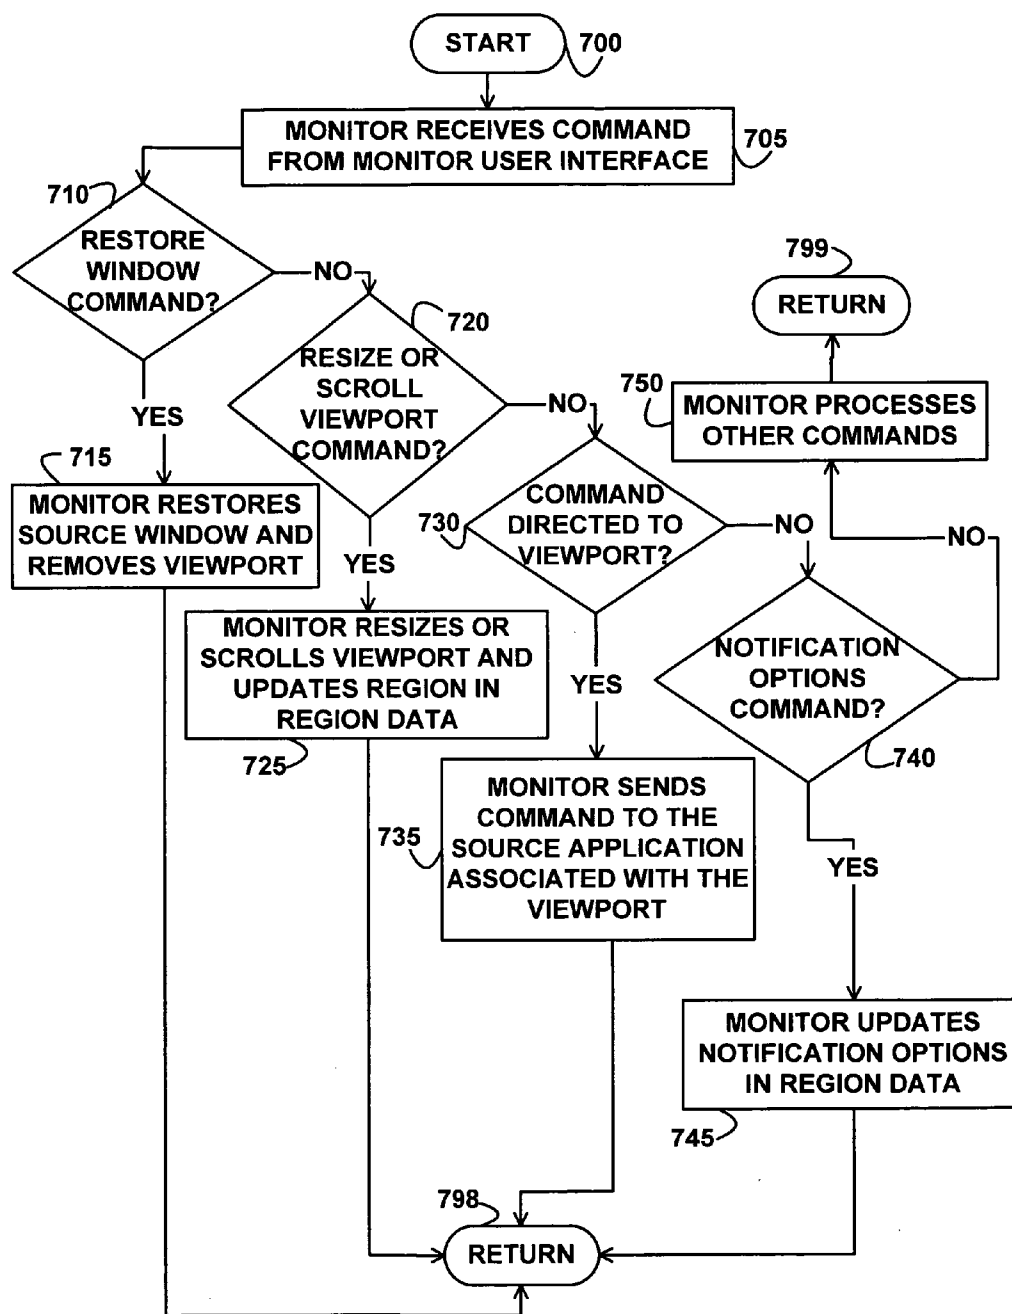 START
700
MONITOR RECEIVES COMMAND
FROM MONITOR USER INTERFACE
705
710
RESTORE
WINDOW
COMMAND?
NO
YES
715
MONITOR RESTORES
SOURCE WINDOW AND
REMOVES VIEWPORT
720
RESIZE OR
SCROLL
VIEWPORT
COMMAND?
NO
YES
MONITOR RESIZES OR
SCROLLS VIEWPORT AND
UPDATES REGION IN
REGION DATA
725
730
COMMAND
DIRECTED TO
VIEWPORT?
NO
YES
735
MONITOR SENDS
COMMAND TO THE
SOURCE APPLICATION
ASSOCIATED WITH THE
VIEWPORT
NOTIFICATION
OPTIONS
COMMAND?
740
NO
YES
750
MONITOR PROCESSES
OTHER COMMANDS
799
RETURN
MONITOR UPDATES
NOTIFICATION OPTIONS
IN REGION DATA
745
798
RETURN